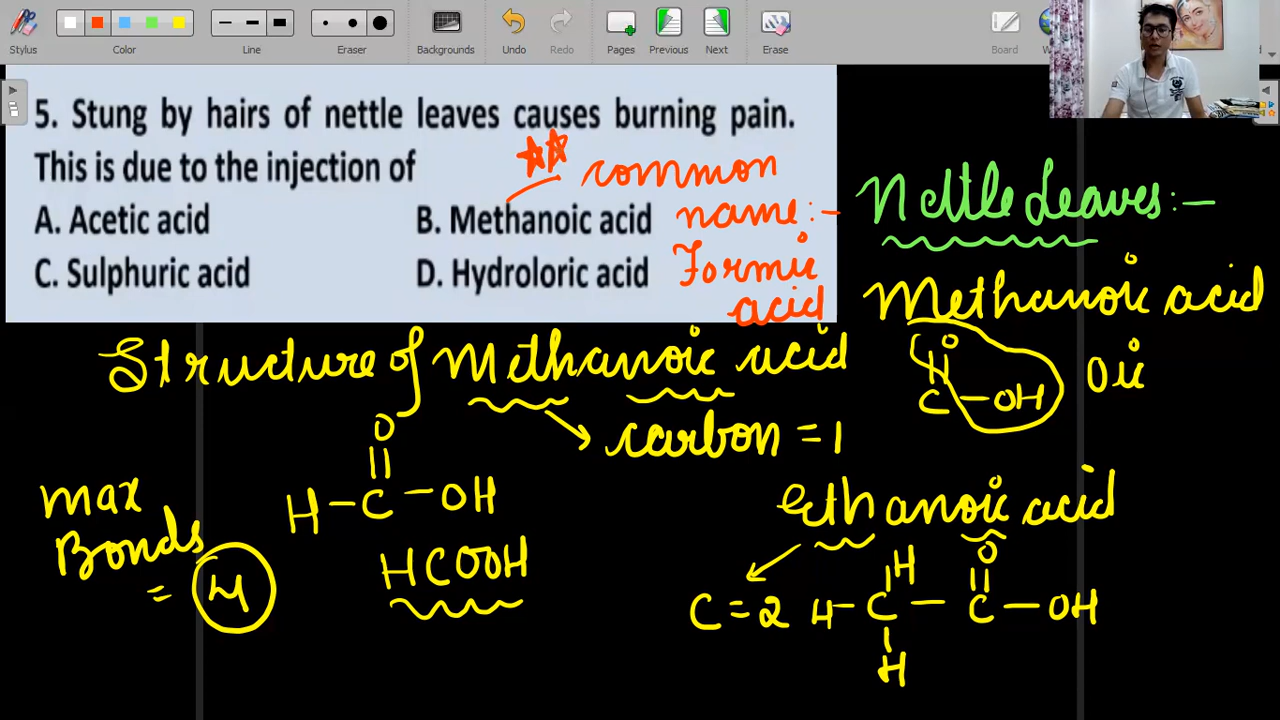 Stylus
Color
Line
Eraser
Backgrounds
Undo
Redo
Pages
Previous
Next
Erase
Board
5. Stung by hairs of nettle leaves causes burning pain.
This is due to the injection of
A. Acetic acid
B. Methanoic acid
C. Sulphuric acid
D. Hydroloric acid
common
name:-
Formic
acid
Nettle Leaves:-
Methanoic acid
O
C-OH
Oic
Structure of Methanoic acid
carbon = 1
O
H-C-OH
HCOOH
max
Bonds
= 4
Ethanoic acid
C=2
H O
H-C-C-OH
H